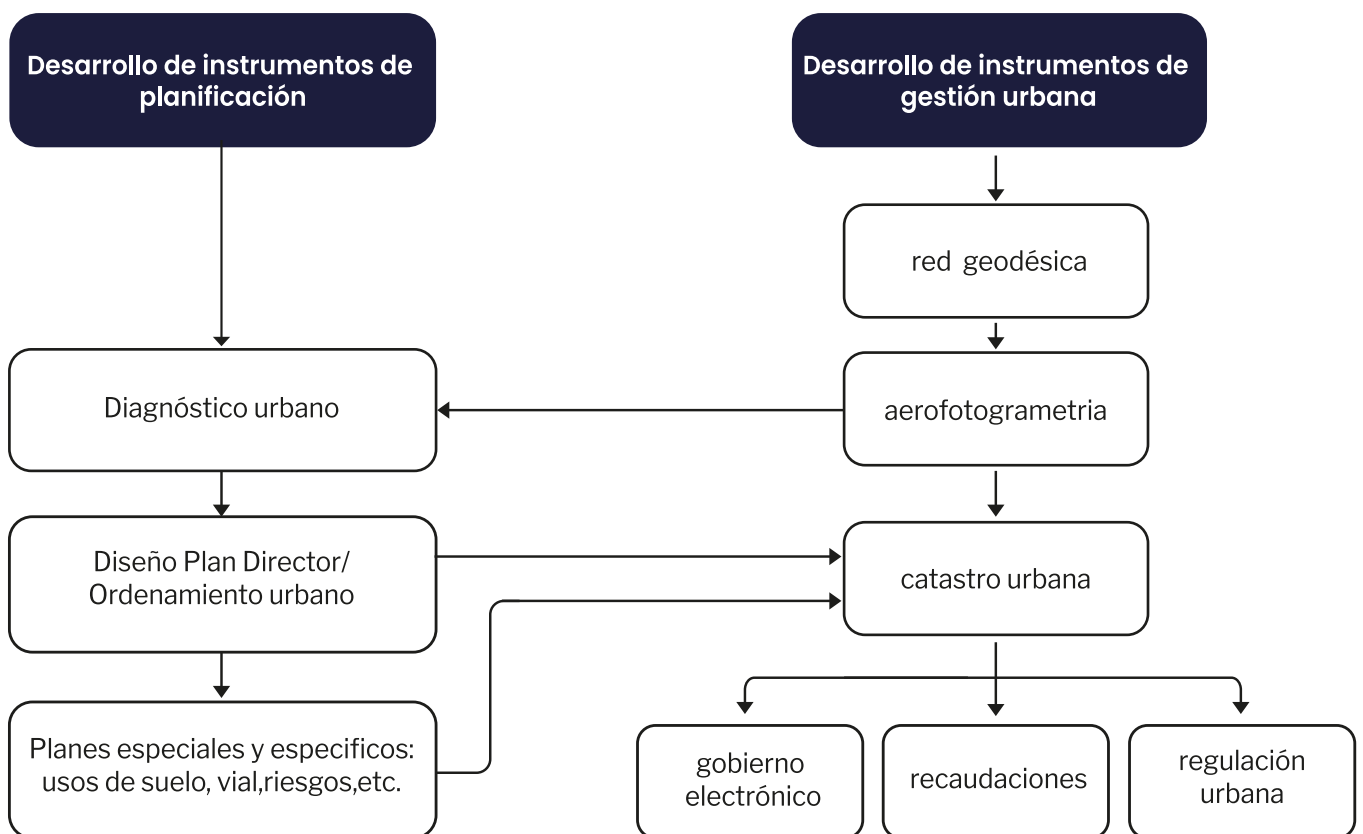 Desarrollo de instrumentos de
planificación
Desarrollo de instrumentos de
gestión urbana
red geodésica
Diagnóstico urbano
aerofotogrametria
Diseño Plan Director/
Ordenamiento urbano
catastro urbana
Planes especiales y especificos:
usos de suelo, vial,riesgos,etc.
gobierno
electrónico
recaudaciones
regulación
urbana